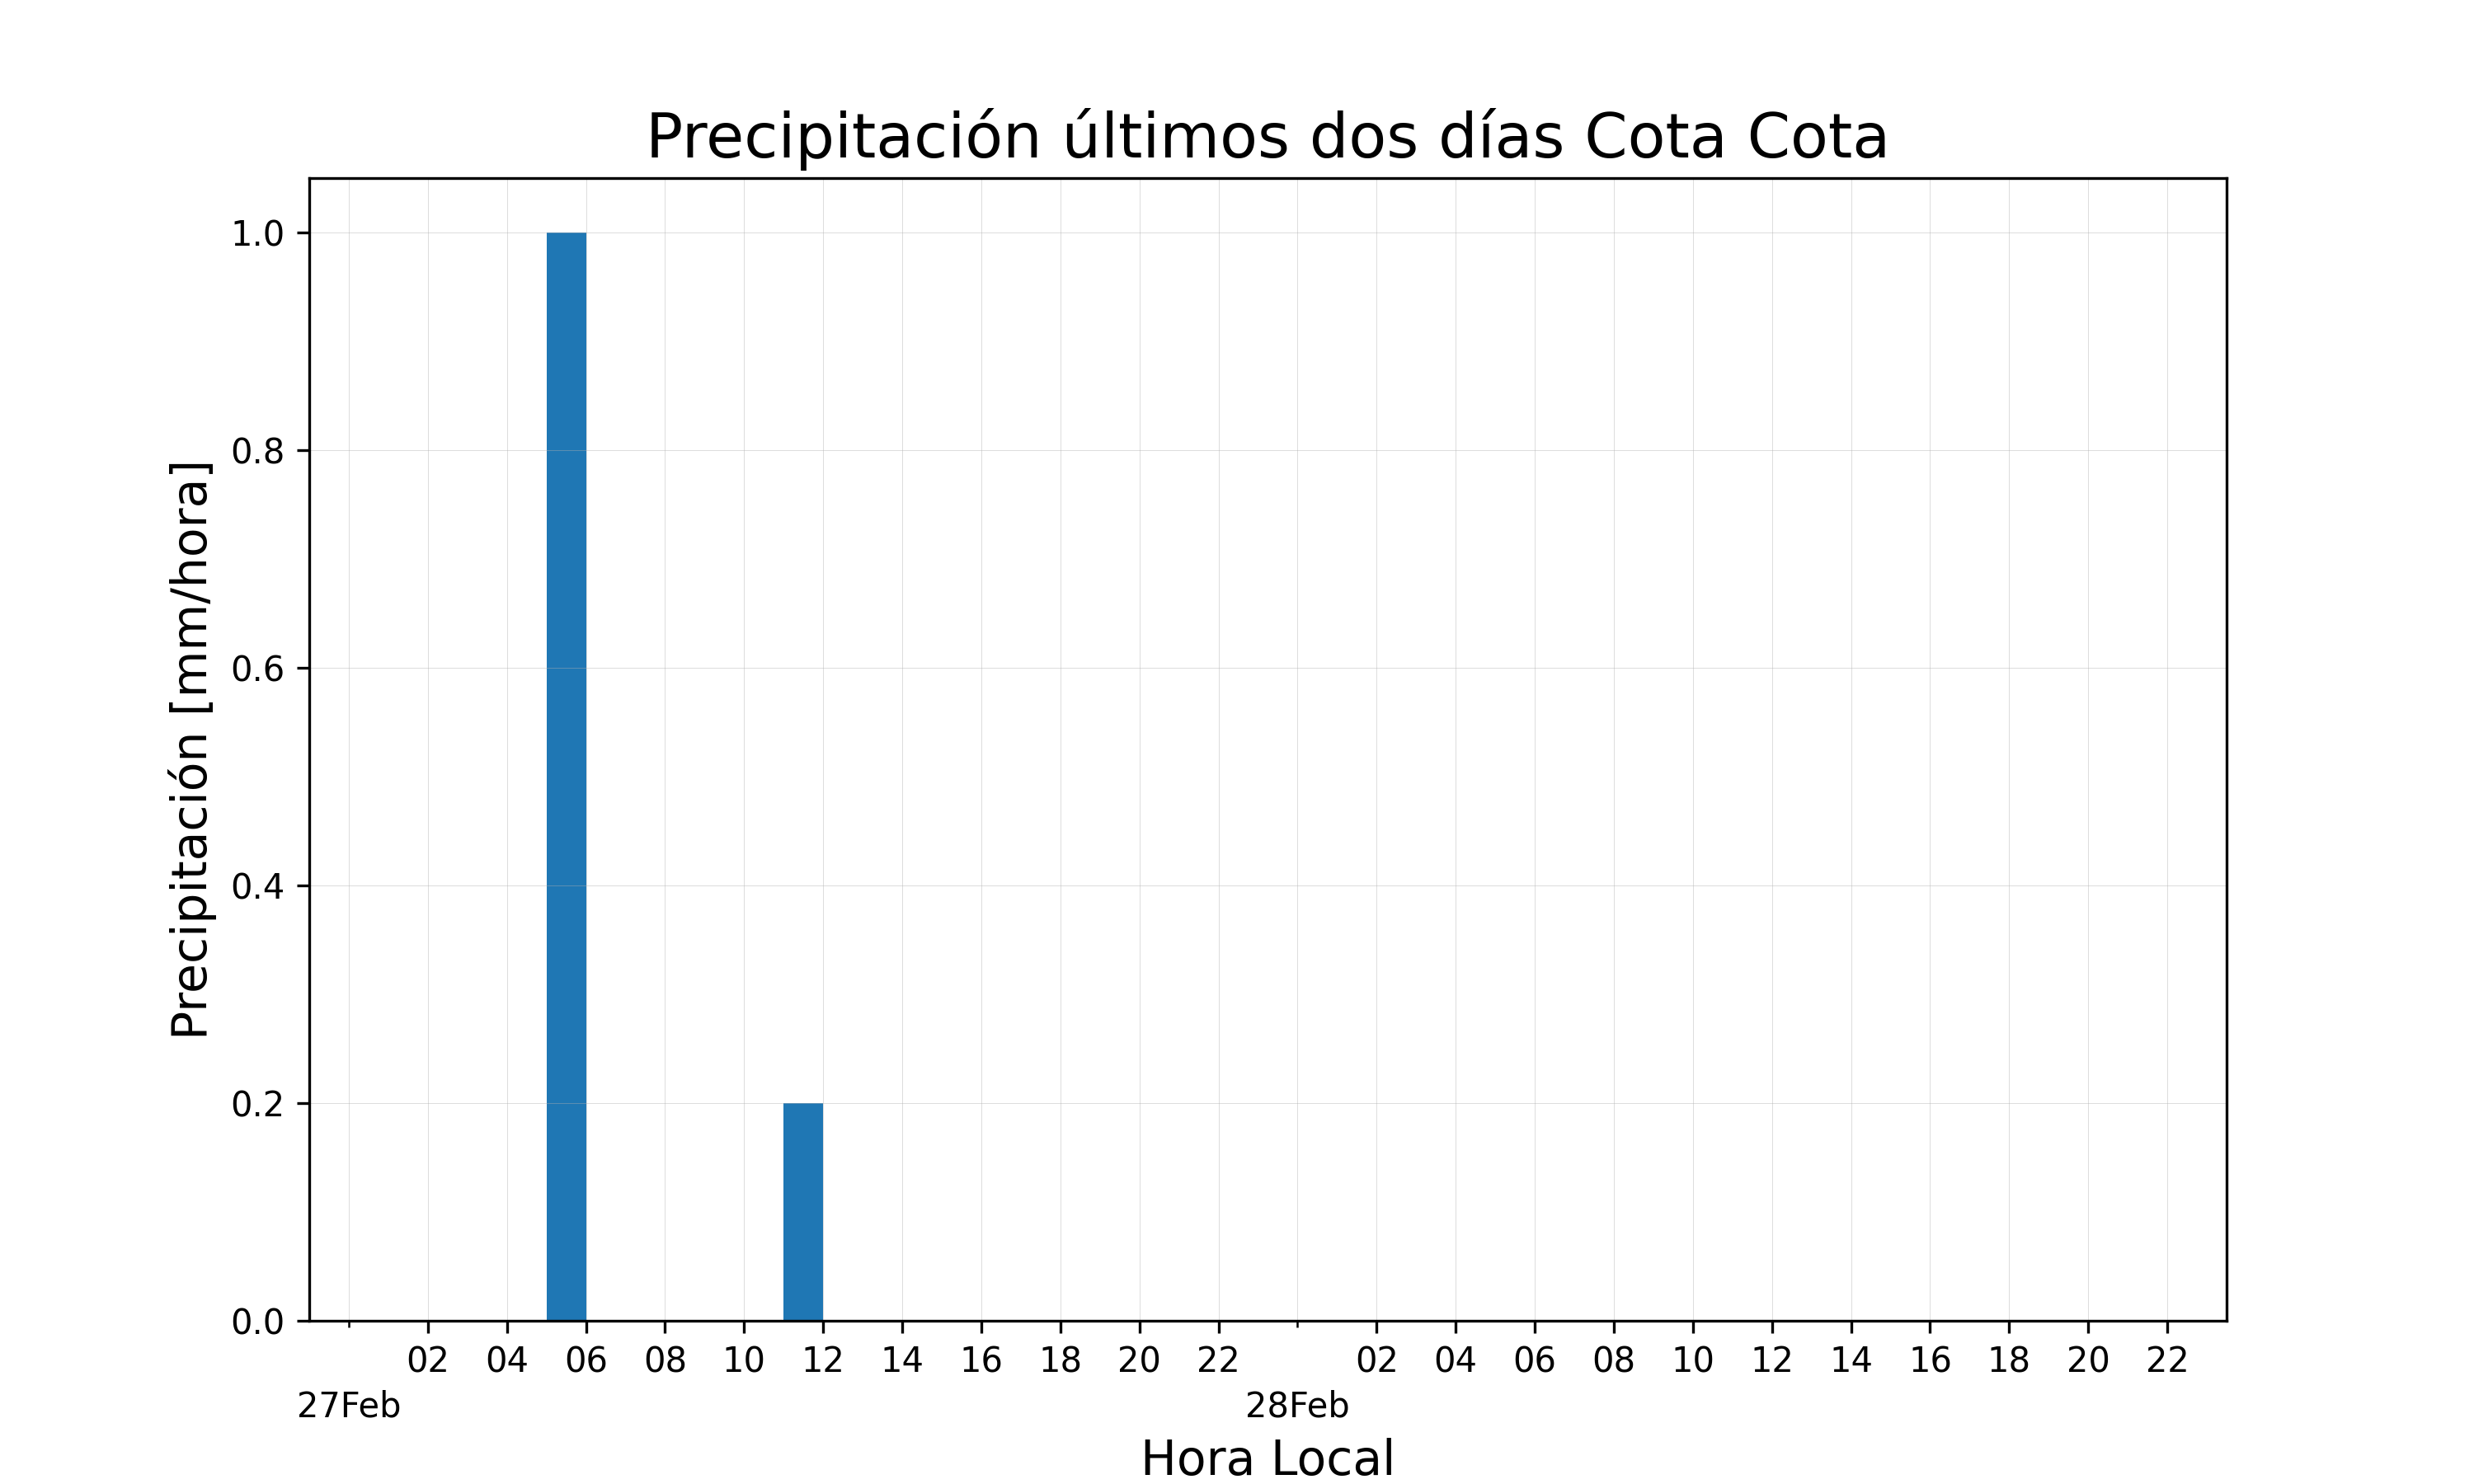 Precipitación últimos dos días Cota Cota
Precipitación [mm/hora]
1.0
0.8
0.6
0.4
0.2
0.0
02 04 06 08 10 12 14 16 18 20 22 02 04 06 08 10 12 14 16 18 20 22
27Feb 28Feb
Hora Local